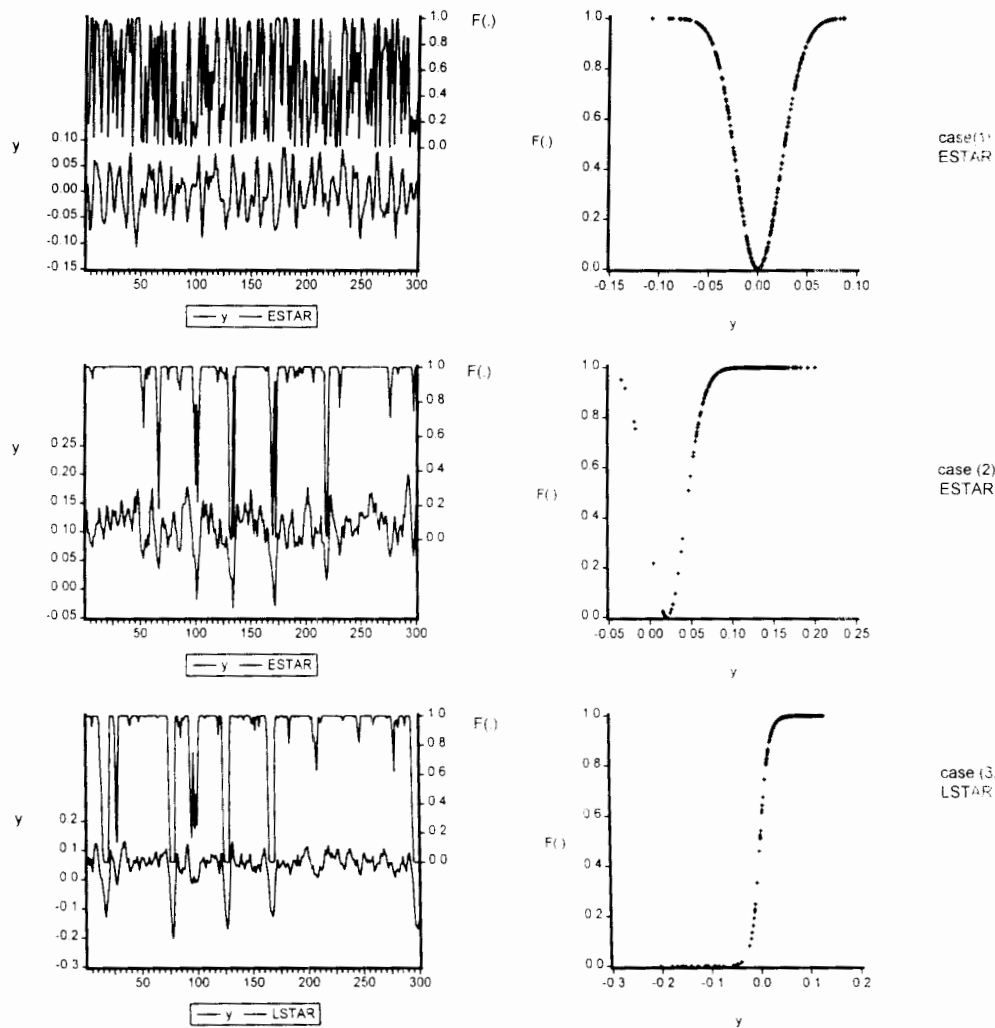 1.0 F(.)
0.8
0.6
0.4
0.2
0.0
y
0.10
0.05
0.00
-0.05
-0.10
-0.15
50 100 150 200 250 300
y ESTAR
1.0
0.8
F(.)
0.6
0.4
0.2
0.0
-0.15 -0.10 -0.05 0.00 0.05 0.10
y
case(1)
ESTAR
1.0 F(.)
0.8
0.6
0.4
0.2
0.0
y
0.25
0.20
0.15
0.10
0.05
0.00
-0.05
50 100 150 200 250 300
y ESTAR
1.0
0.8
0.6
F(.)
0.4
0.2
0.0
-0.05 0.00 0.05 0.10 0.15 0.20 0.25
y
case (2)
ESTAR
1.0 F(.)
0.8
0.6
0.4
0.2
0.0
y
0.2
0.1
0.0
-0.1
-0.2
-0.3
50 100 150 200 250 300
y LSTAR
1.0
0.8
0.6
F(.)
0.4
0.2
0.0
-0.3 -0.2 -0.1 0.0 0.1 0.2
y
case (3.
LSTAR